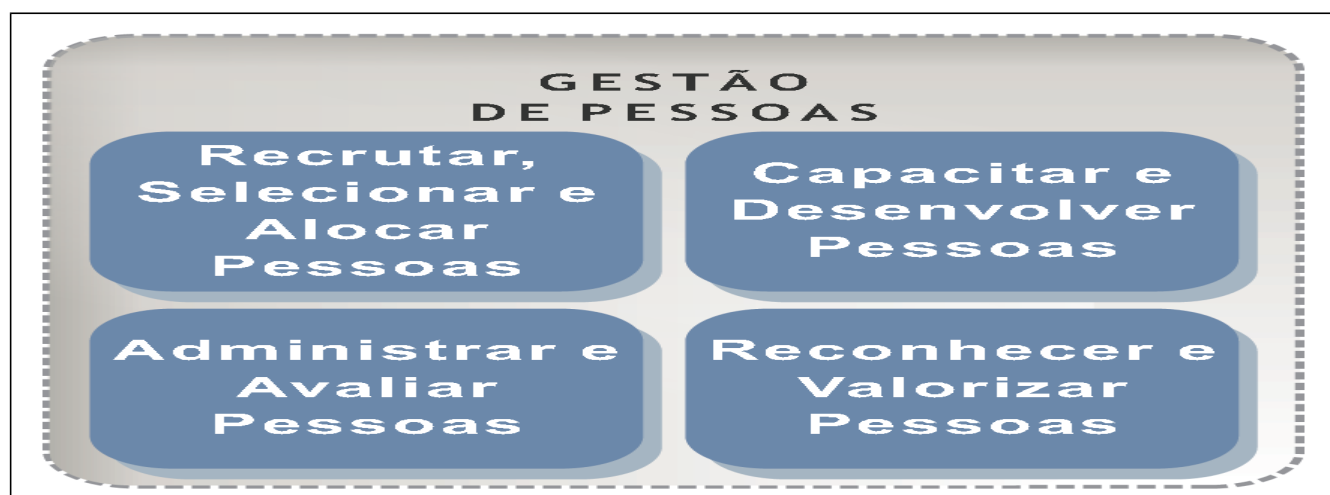 GESTÃO
DE PESSOAS
Recrutar,
Selecionar e
Alocar
Pessoas
Capacitar e
Desenvolver
Pessoas
Administrar e
Avaliar
Pessoas
Reconhecer e
Valorizar
Pessoas